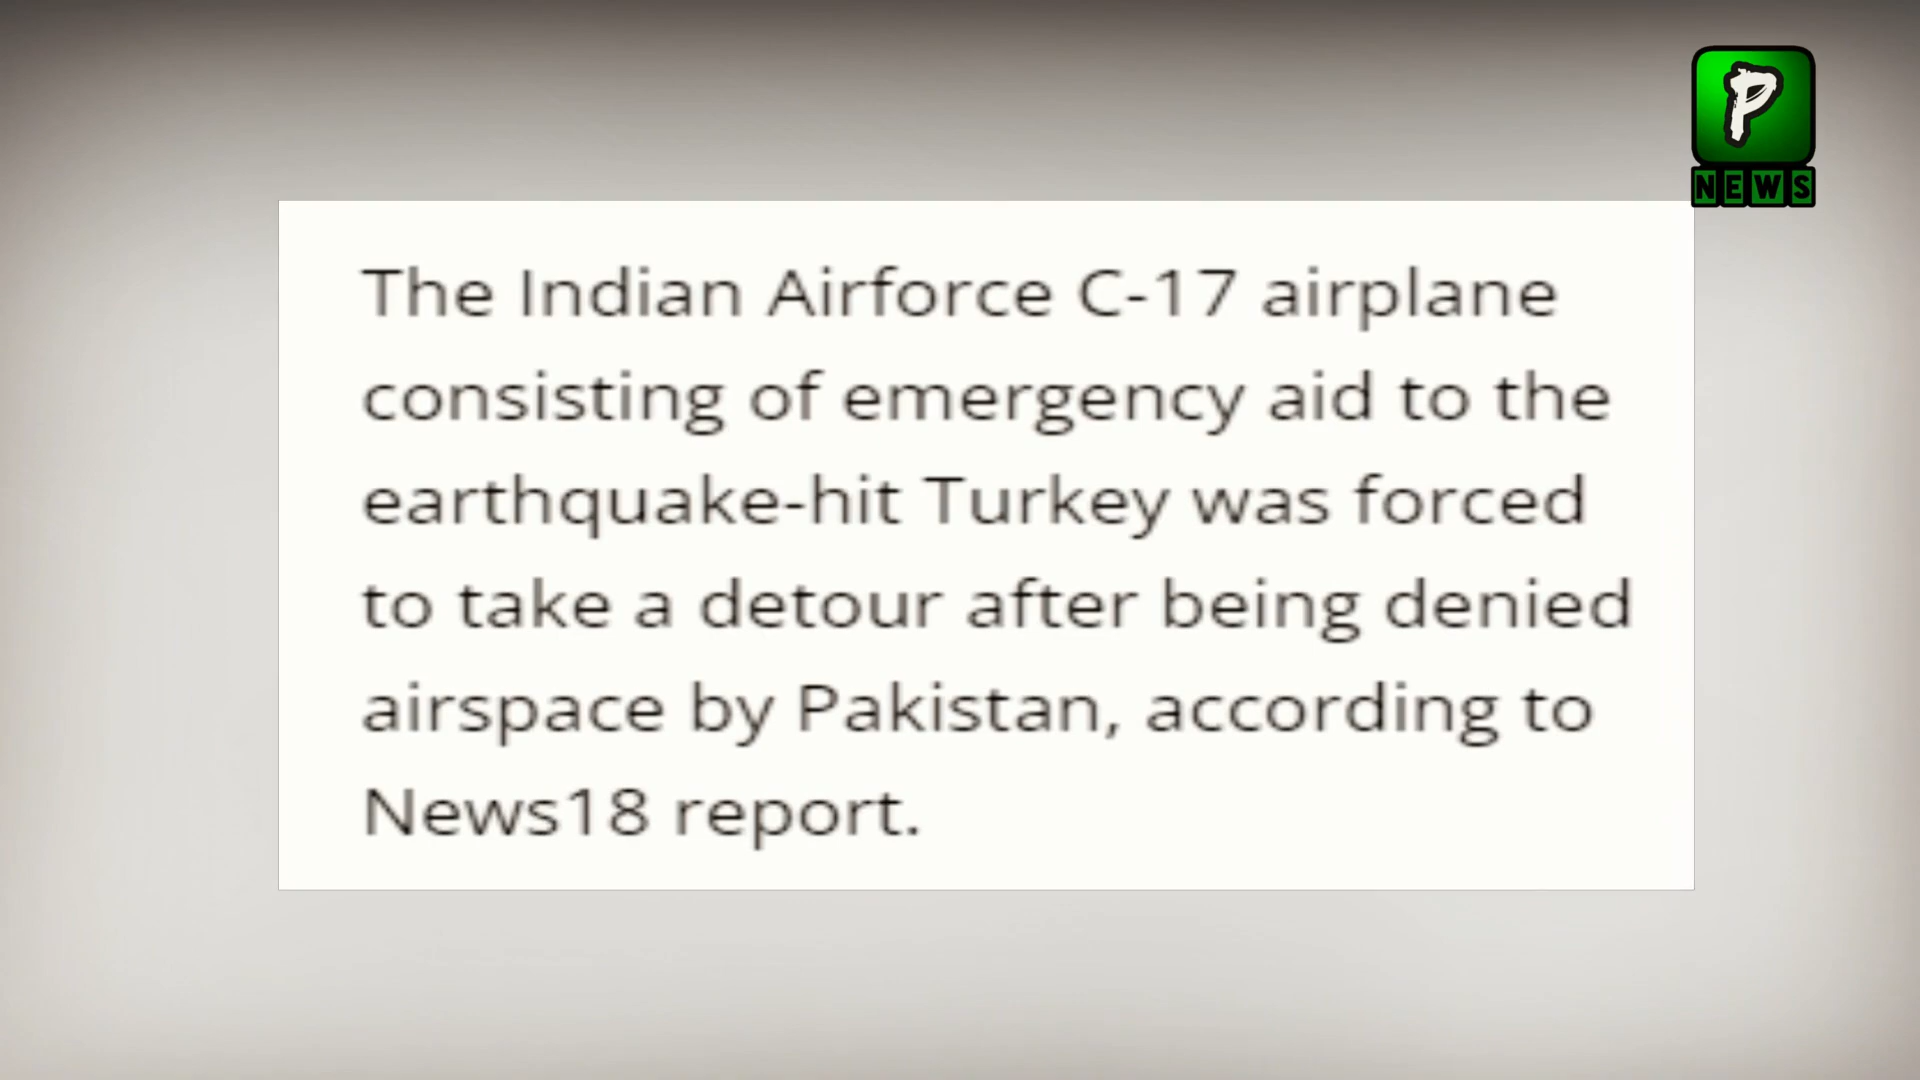 P
NEWS
The Indian Airforce C-17 airplane
consisting of emergency aid to the
earthquake-hit Turkey was forced
to take a detour after being denied
airspace by Pakistan, according to
News18 report.